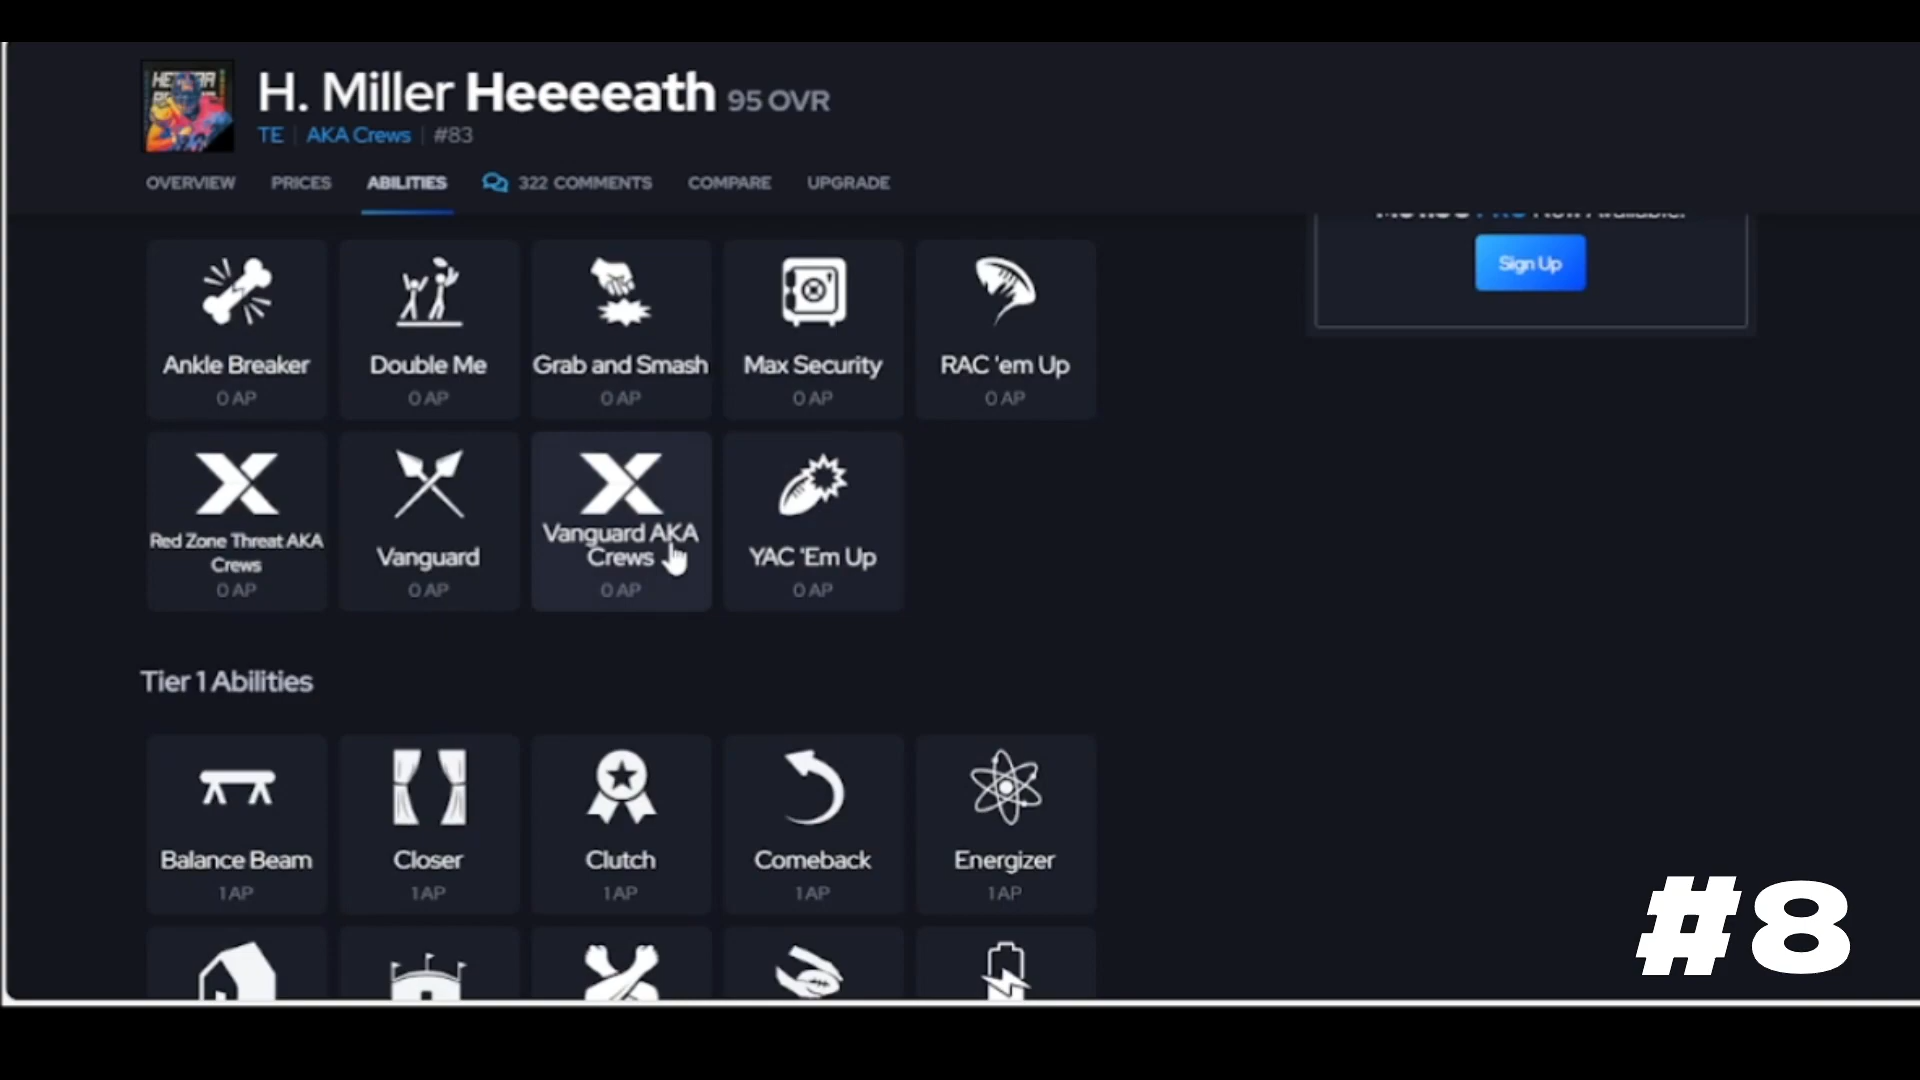 H. Miller Heeeeath 95 OVR
TE | AKA Crews | #83
OVERVIEW PRICES ABILITIES 322 COMMENTS COMPARE UPGRADE
Now Available!
Sign Up
Ankle Breaker Double Me Grab and Smash Max Security RAC 'em Up
0 AP 0 AP 0 AP 0 AP 0 AP
Red Zone Threat AKA Crews Vanguard Vanguard AKA Crews YAC 'Em Up
0 AP 0 AP 0 AP 0 AP
Tier 1 Abilities
Balance Beam Closer Clutch Comeback Energizer
1 AP 1 AP 1 AP 1 AP 1 AP
#8